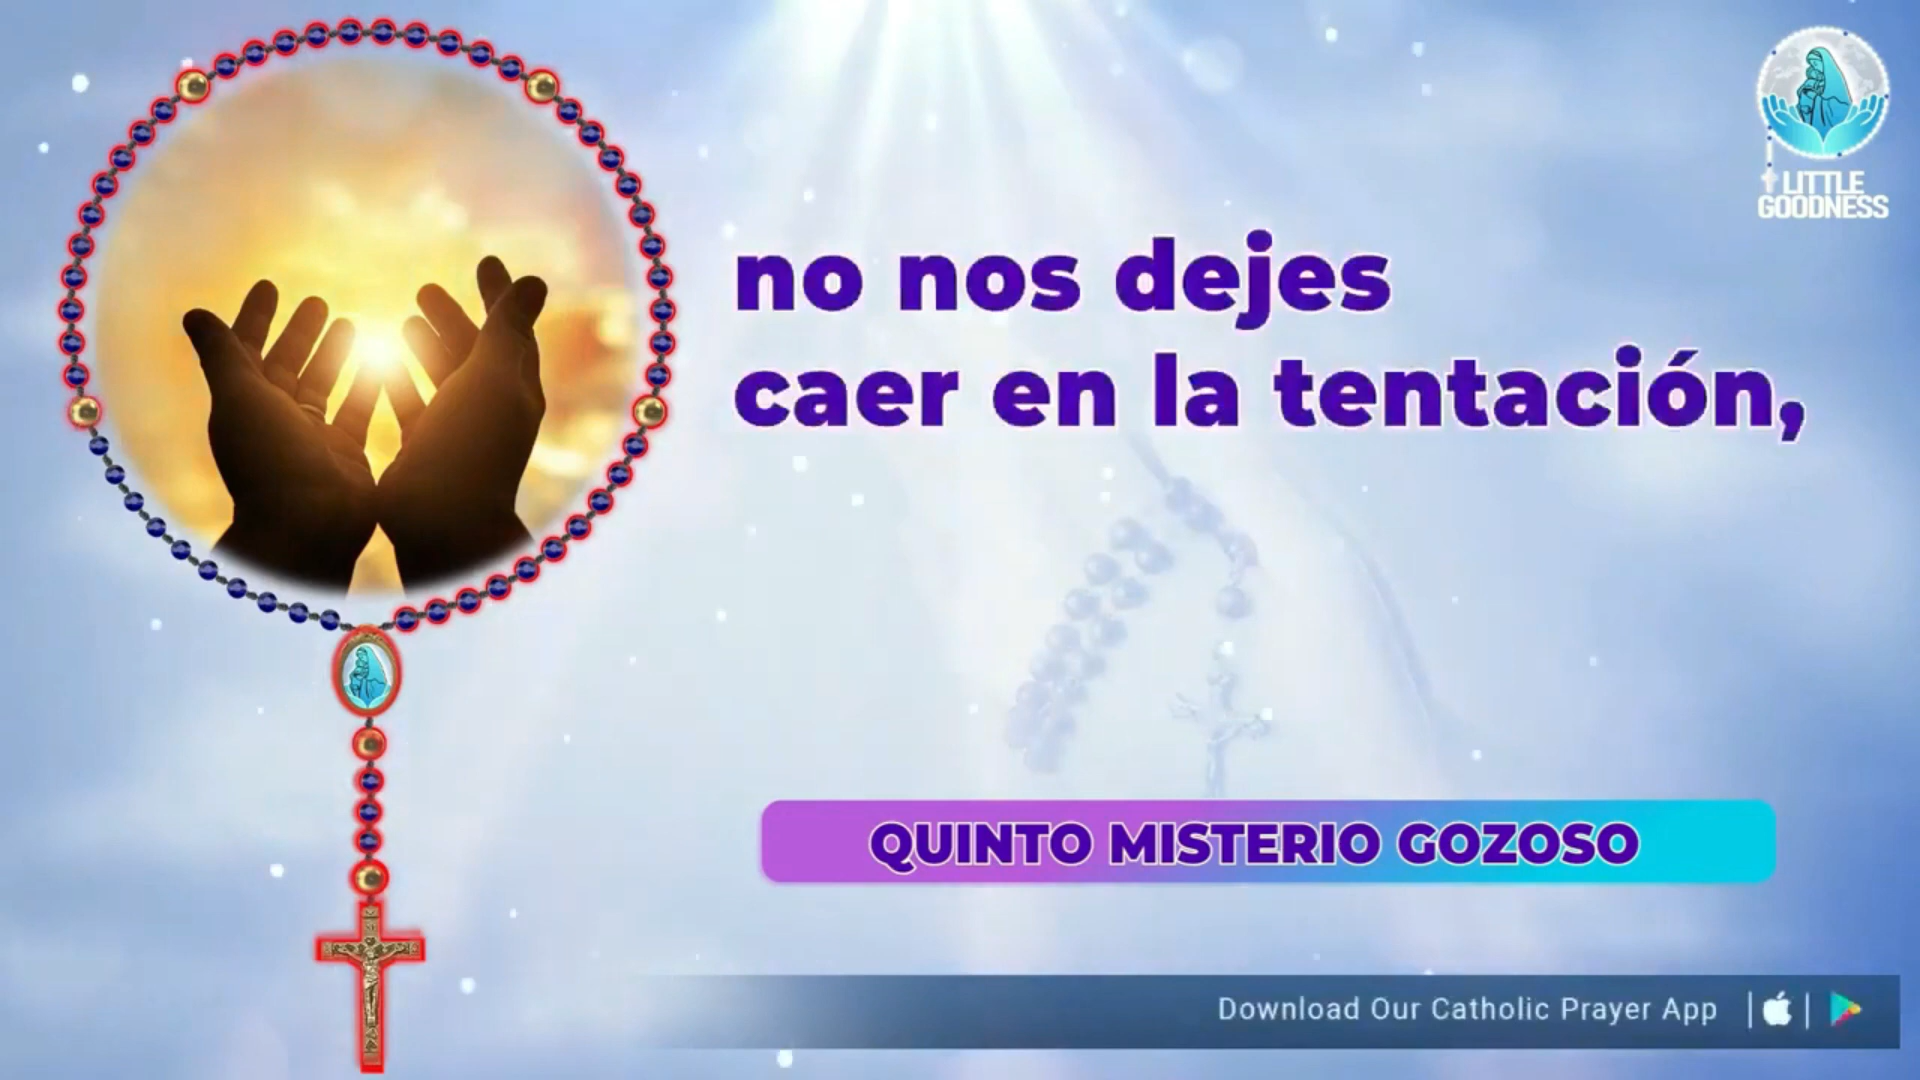 LITTLE
GOODNESS
no nos dejes
caer en la tentación,
QUINTO MISTERIO GOZOSO
Download Our Catholic Prayer App